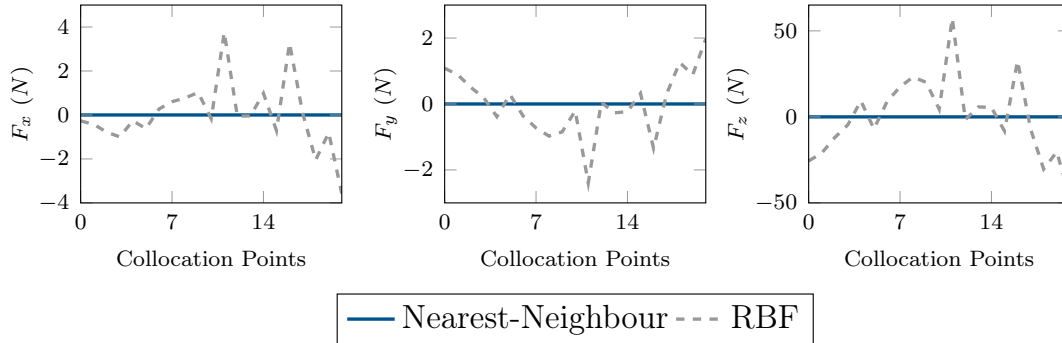 F_x (N)
4
2
0
−2
−4
0 7 14
Collocation Points
F_y (N)
2
0
−2
0 7 14
Collocation Points
F_z (N)
50
0
−50
0 7 14
Collocation Points
Nearest-Neighbour RBF